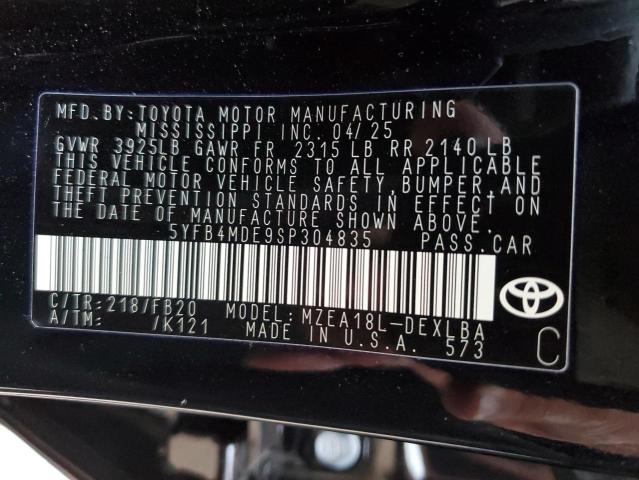 MFD.BY:TOYOTA MOTOR MANUFACTURING
MISSISSIPPI INC. 04/25
GVWR 3925LB GAWR FR 2315 LB RR 2140 LB
THIS VEHICLE CONFORMS TO ALL APPLICABLE
FEDERAL MOTOR VEHICLE SAFETY,BUMPER,AND
THEFT PREVENTION STANDARDS IN EFFECT ON
THE DATE OF MANUFACTURE SHOWN ABOVE.
5YFB4MDE9SP304835 PASS.CAR
C/TR:218/FB20 MODEL:MZEA18L-DEXLBA
A/TM: /K121 MADE IN U.S.A. 573
C